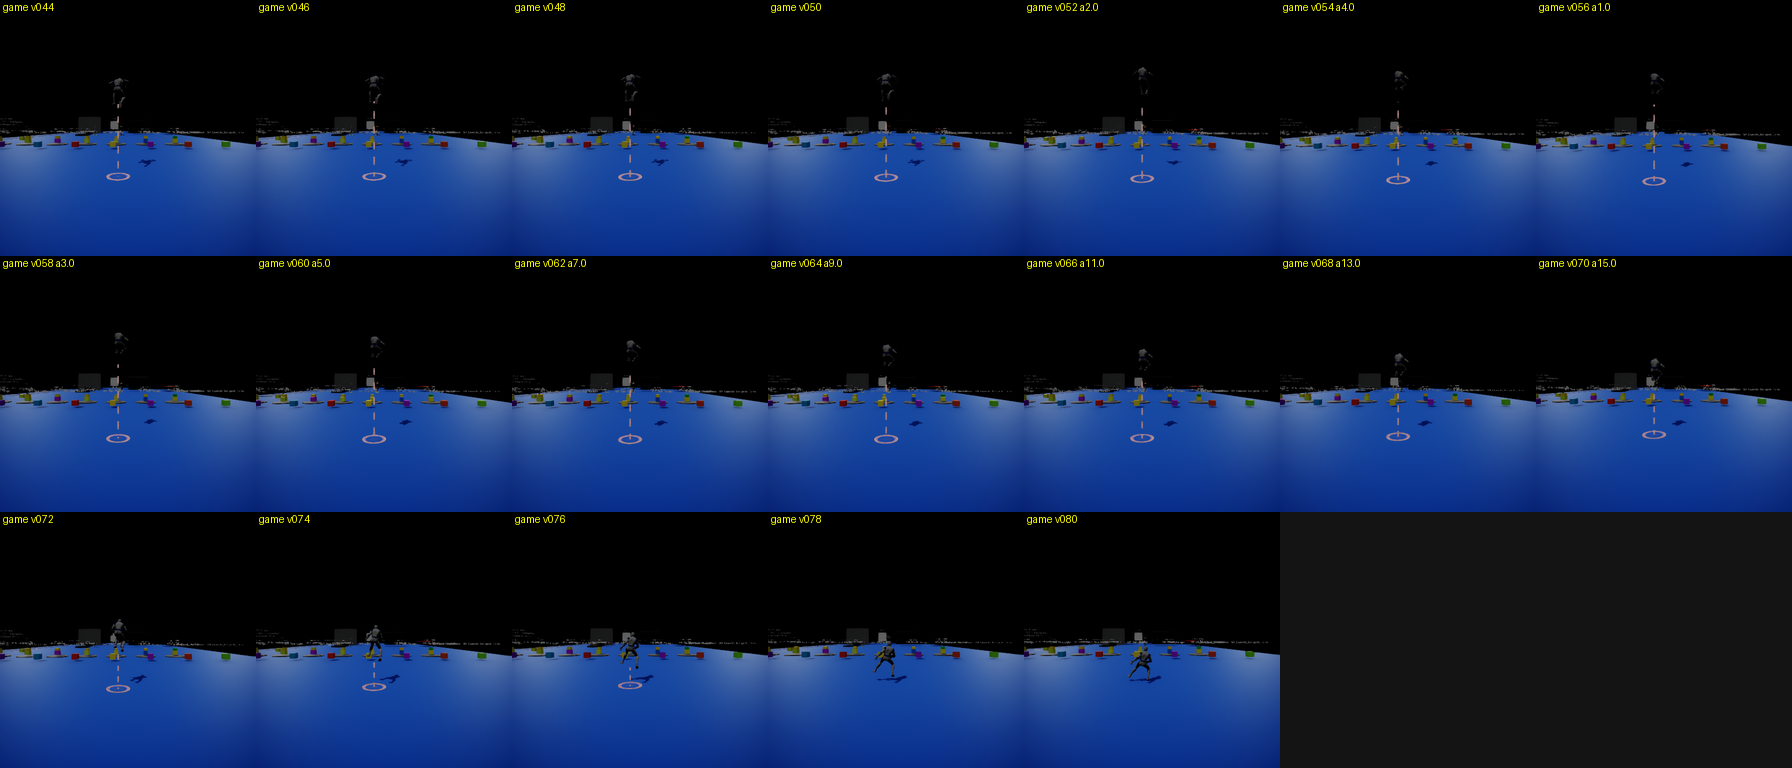 game v044
game v046
game v048
game v050
game v052 a2.0
game v054 a4.0
game v056 a1.0
game v058 a3.0
game v060 a5.0
game v062 a7.0
game v064 a9.0
game v066 a11.0
game v068 a13.0
game v070 a15.0
game v072
game v074
game v076
game v078
game v080